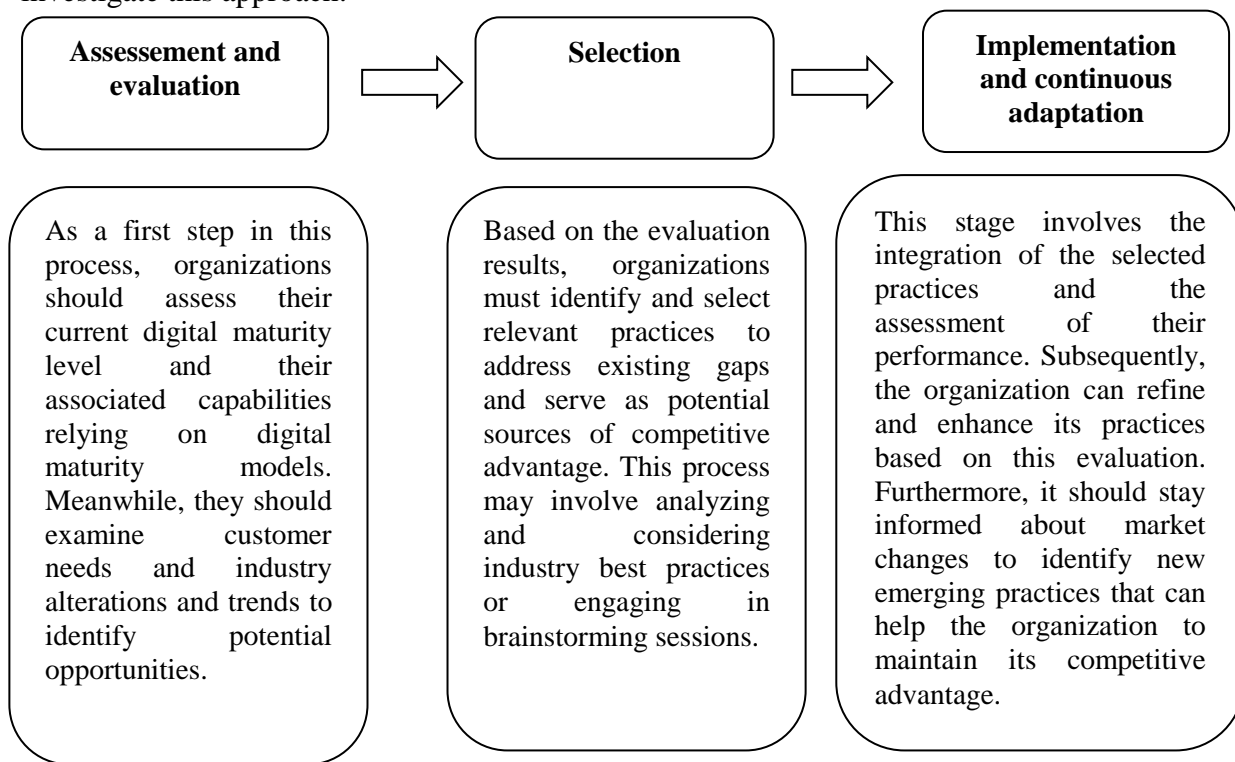 investigate this approach.
Assessement and
evaluation
Selection
Implementation
and continuous
adaptation
As a first step in this
process, organizations
should assess their
current digital maturity
level and their
associated capabilities
relying on digital
maturity models.
Meanwhile, they should
examine customer
needs and industry
alterations and trends to
identify potential
opportunities.
Based on the evaluation
results, organizations
must identify and select
relevant practices to
address existing gaps
and serve as potential
sources of competitive
advantage. This process
may involve analyzing
and considering
industry best practices
or engaging in
brainstorming sessions.
This stage involves the
integration of the selected
practices and the
assessment of their
performance. Subsequently,
the organization can refine
and enhance its practices
based on this evaluation.
Furthermore, it should stay
informed about market
changes to identify new
emerging practices that can
help the organization to
maintain its competitive
advantage.